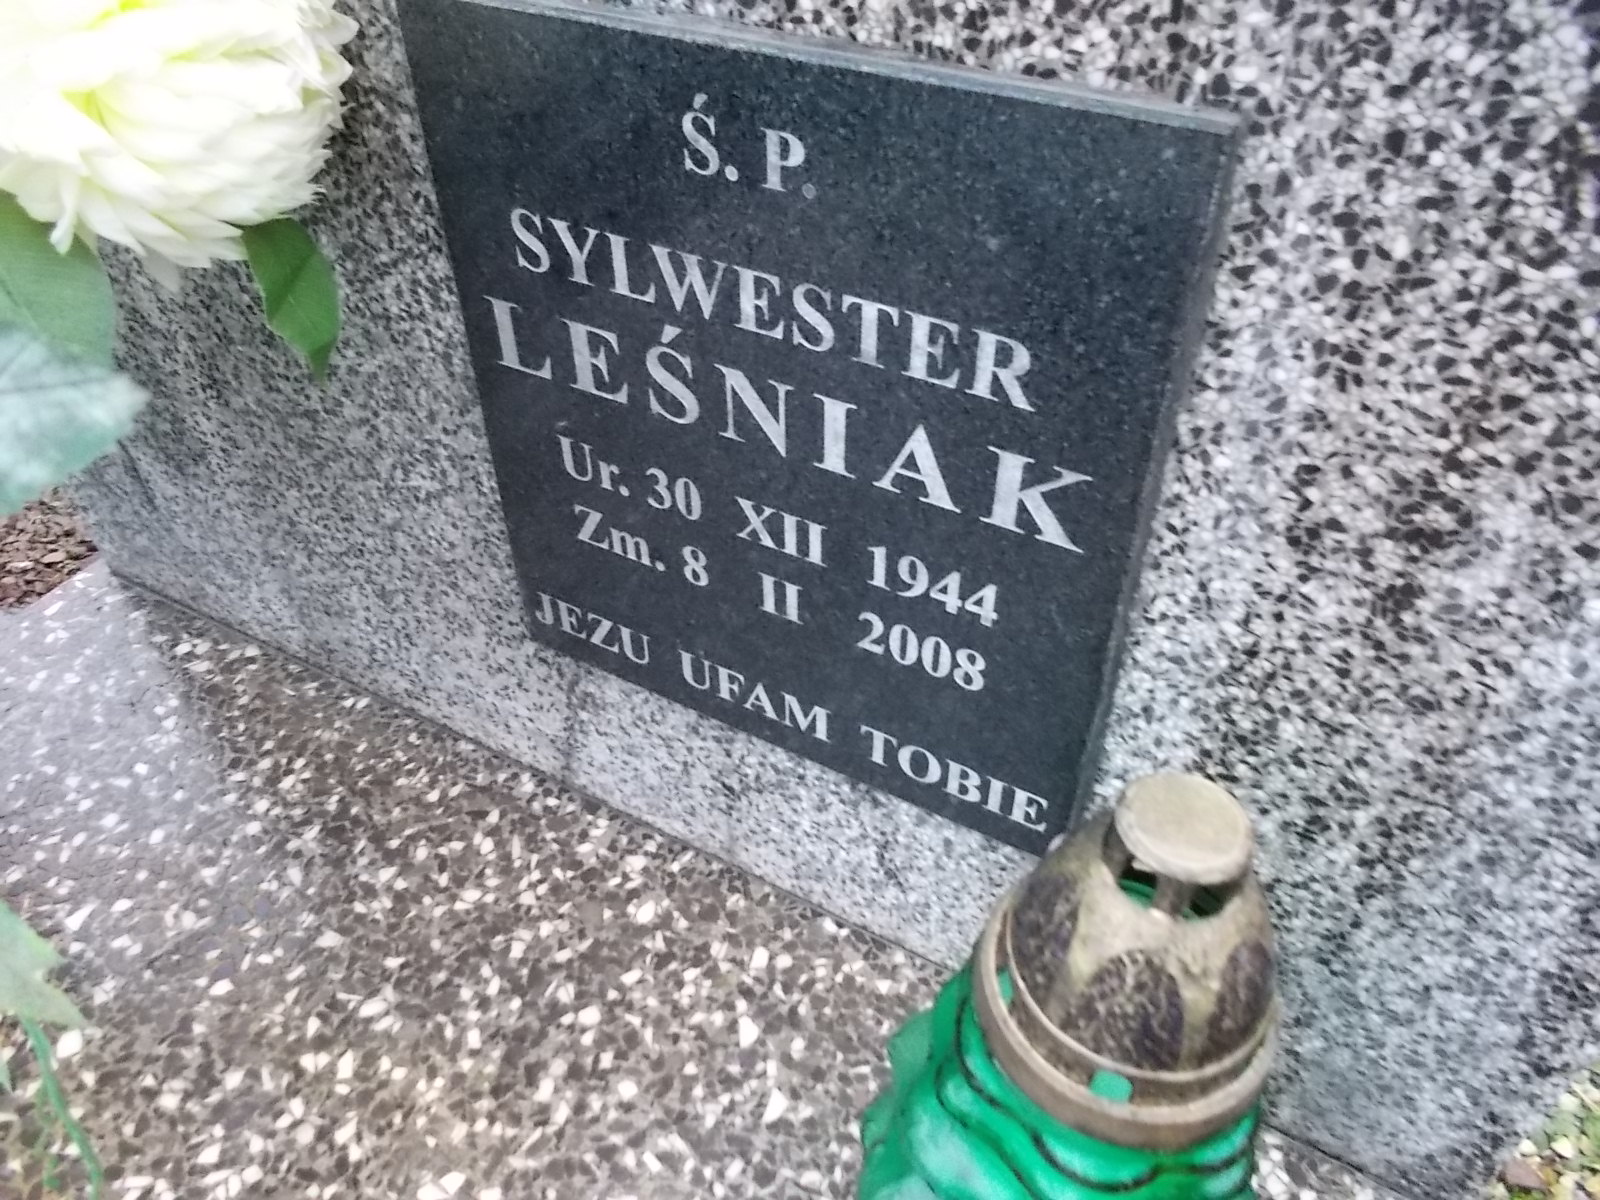 Ś. P.
SYLWESTER
LEŚNIAK
Ur. 30 XII 1944
Zm. 8 II 2008
JEZU UFAM TOBIE